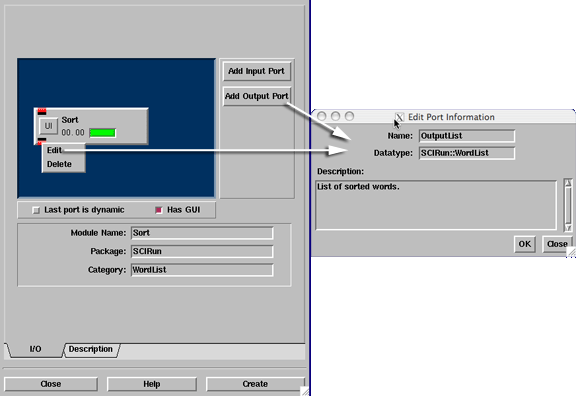 Add Input Port
Add Output Port
UI
Sort
00.00
Edit
Delete
Last port is dynamic
Has GUI
Module Name: Sort
Package: SCIRun
Category: WordList
I/O
Description
Close
Help
Create
X Edit Port Information
Name: OutputList
Datatype: SCIRun::WordList
Description:
List of sorted words.
OK
Close